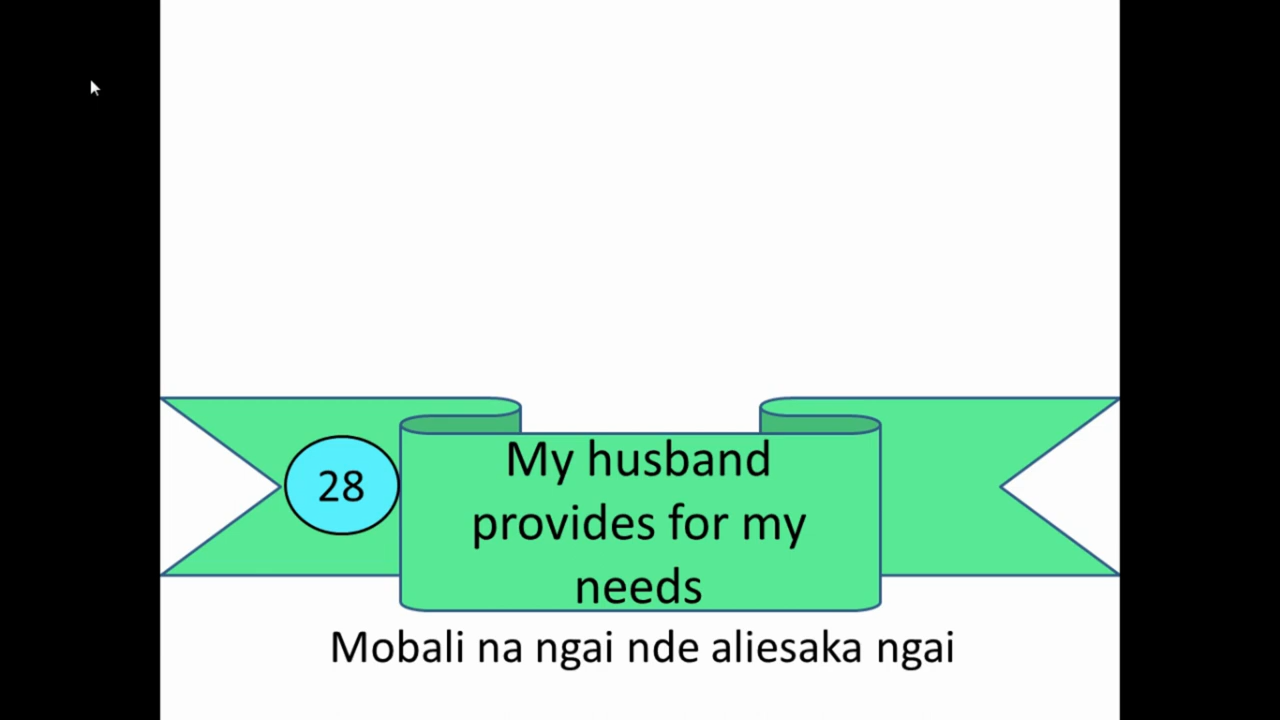 28
My husband
provides for my
needs
Mobali na ngai nde aliesaka ngai